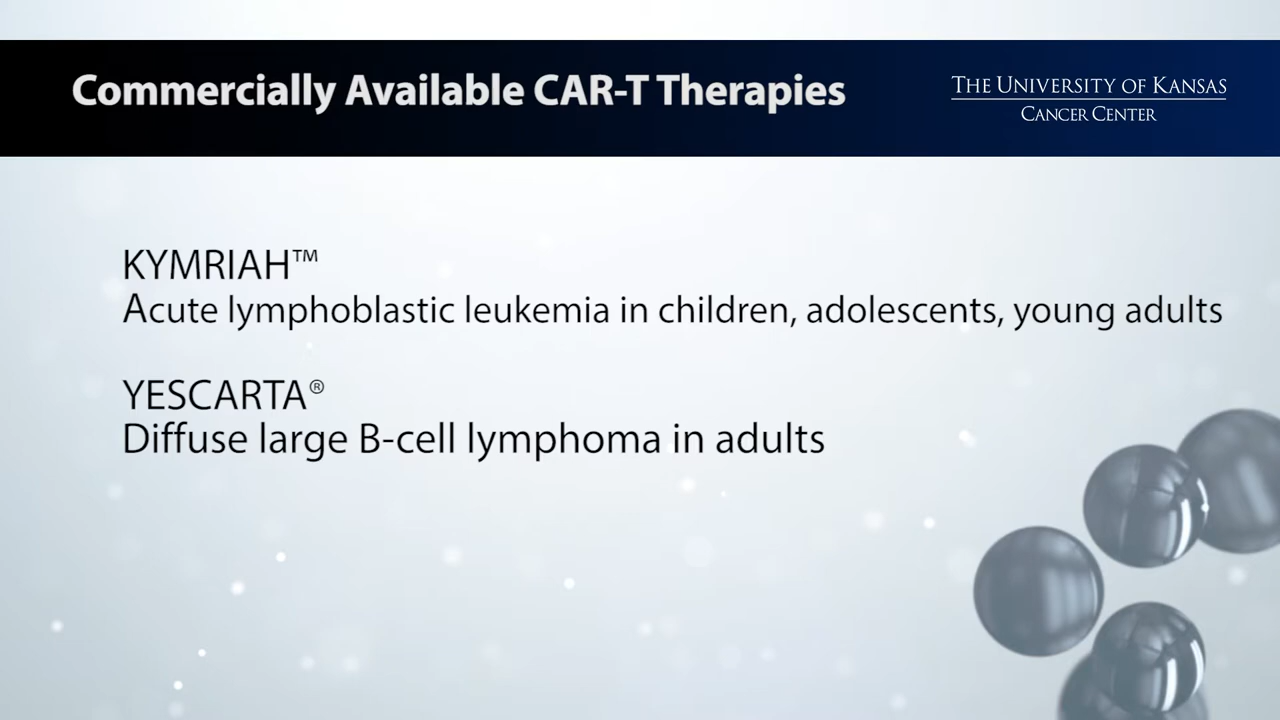 Commercially Available CAR-T Therapies
THE UNIVERSITY OF KANSAS
CANCER CENTER
KYMRIAH™
Acute lymphoblastic leukemia in children, adolescents, young adults
YESCARTA®
Diffuse large B-cell lymphoma in adults